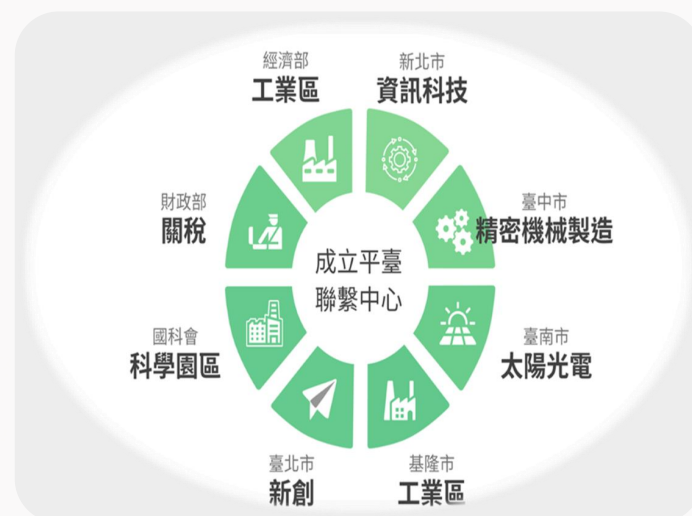 經濟部
工業區
新北市
資訊科技
財政部
關稅
臺中市
精密機械製造
成立平臺
聯繫中心
國科會
科學園區
臺南市
太陽光電
臺北市
新創
基隆市
工業區